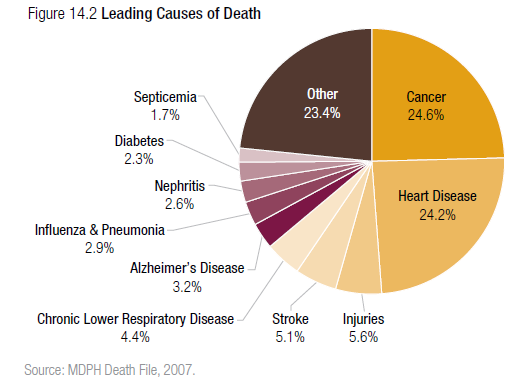 Figure 14.2 Leading Causes of Death
Other
23.4%
Cancer
24.6%
Septicemia
1.7%
Diabetes
2.3%
Nephritis
2.6%
Heart Disease
24.2%
Influenza & Pneumonia
2.9%
Alzheimer's Disease
3.2%
Chronic Lower Respiratory Disease
4.4%
Stroke
5.1%
Injuries
5.6%
Source: MDPH Death File, 2007.